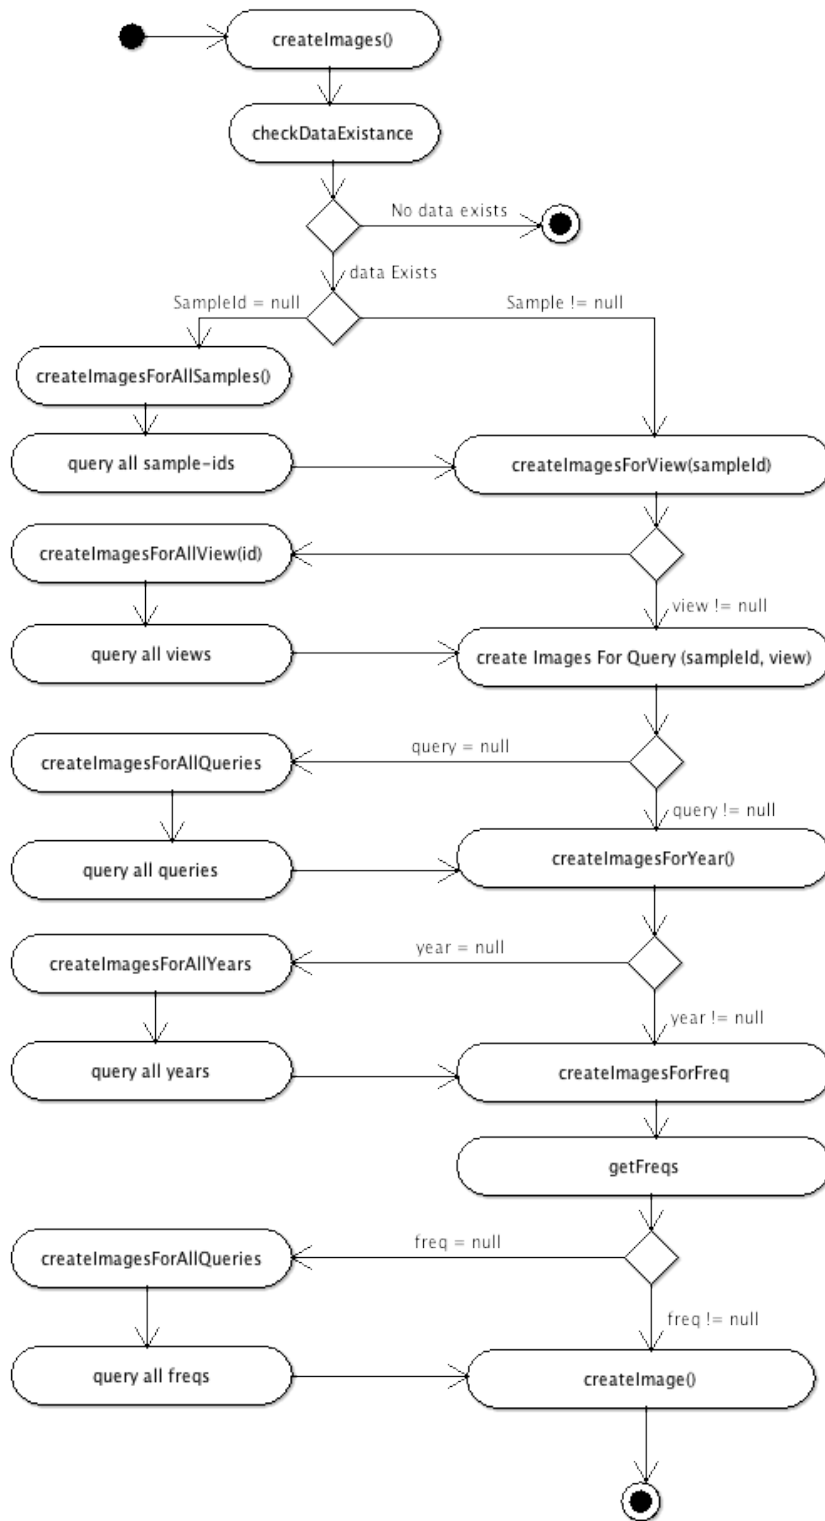 createImages()
checkDataExistance
No data exists
data Exists
SampleId = null
Sample != null
createImagesForAllSamples()
query all sample-ids
createImagesForView(sampleId)
createImagesForAllView(id)
view != null
query all views
create Images For Query (sampleId, view)
query = null
createImagesForAllQueries
query != null
createImagesForYear()
query all queries
year = null
createImagesForAllYears
year != null
query all years
createImagesForFreq
getFreqs
freq = null
createImagesForAllQueries
freq != null
query all freqs
createImage()